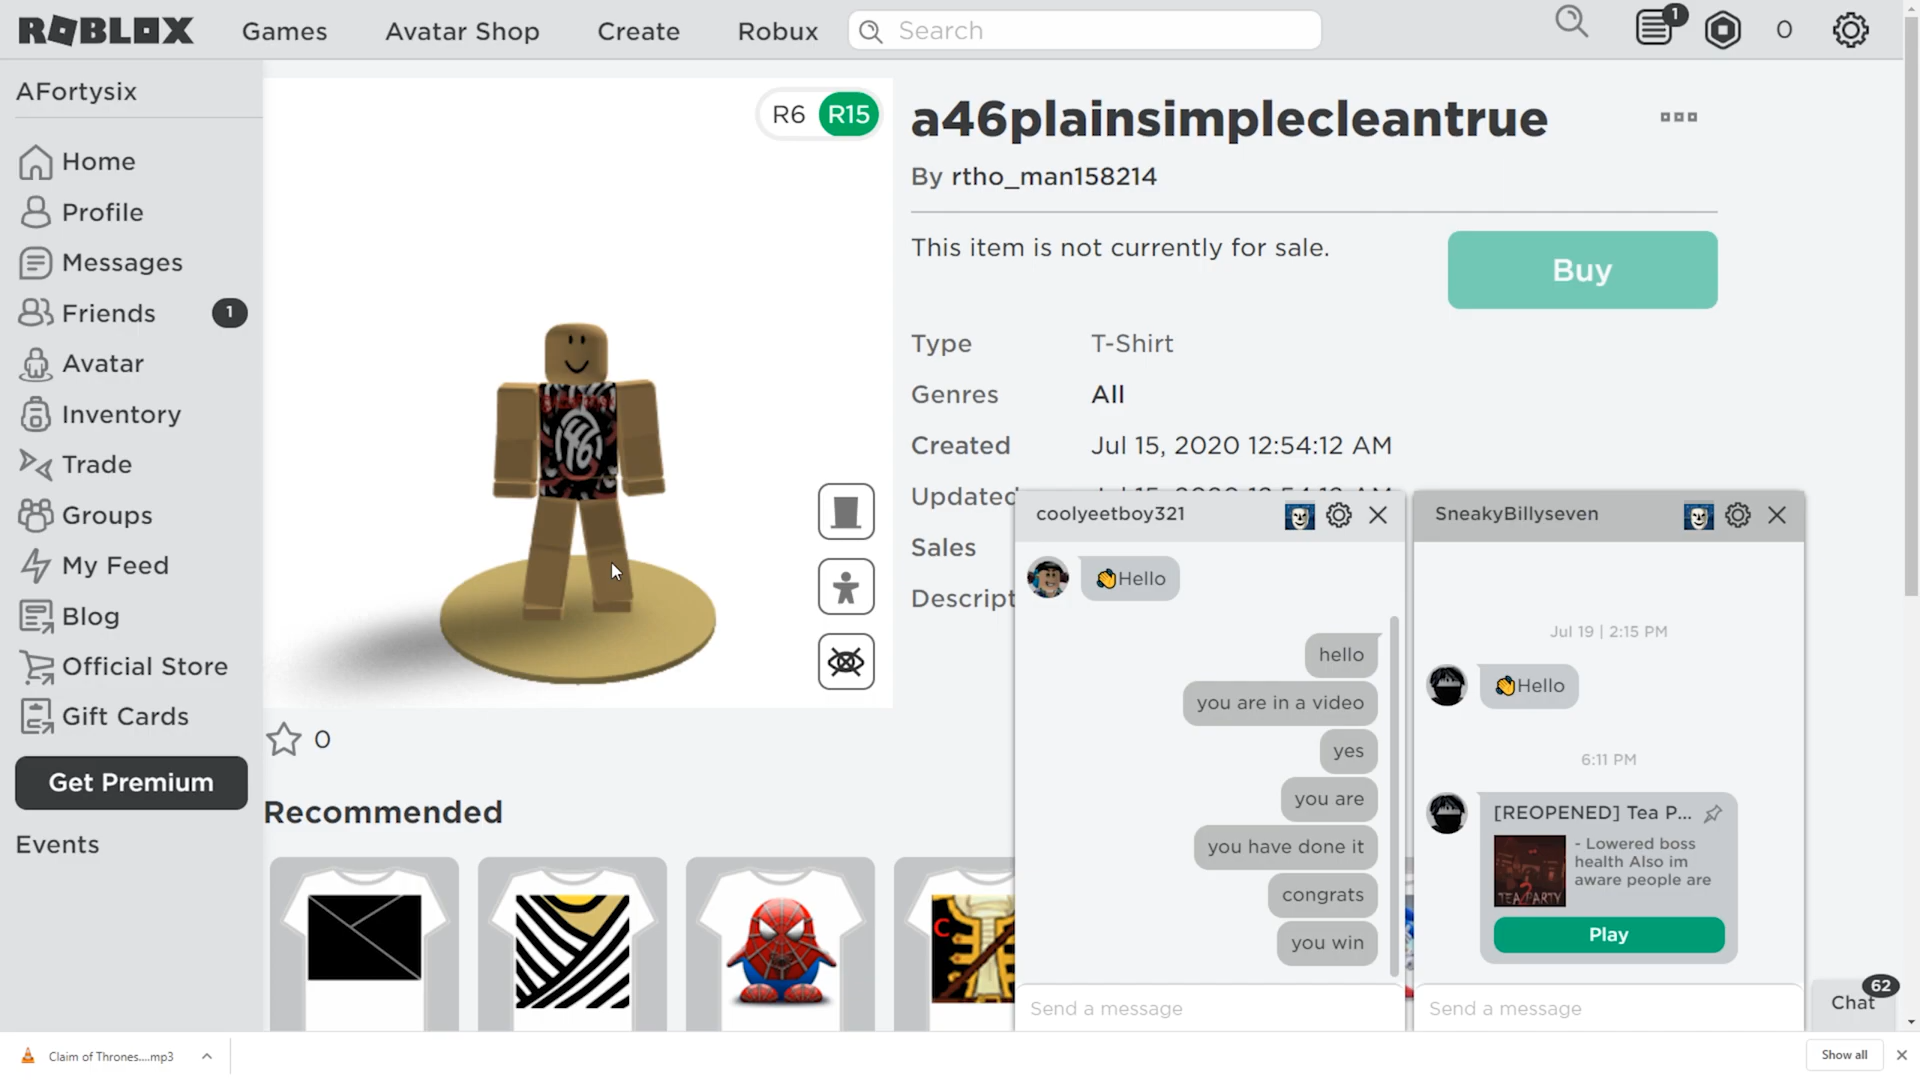 ROBLOX
Games
Avatar Shop
Create
Robux
Search
1
0
AFortysix
Home
Profile
Messages
Friends
1
Avatar
Inventory
Trade
Groups
My Feed
Blog
Official Store
Gift Cards
Get Premium
Events
R6
R15
a46plainsimplecleantrue
By rtho_man158214
This item is not currently for sale.
Buy
Type
T-Shirt
Genres
All
Created
Jul 15, 2020 12:54:12 AM
Updated
Sales
Descript
0
Recommended
C
coolyeetboy321
👏Hello
hello
you are in a video
yes
you are
you have done it
congrats
you win
Send a message
SneakyBillyseven
Jul 19 | 2:15 PM
👏Hello
6:11 PM
[REOPENED] Tea P...
- Lowered boss
health Also im
aware people are
TEA PARTY
Play
Send a message
Chat
62
Claim of Thrones....mp3
Show all